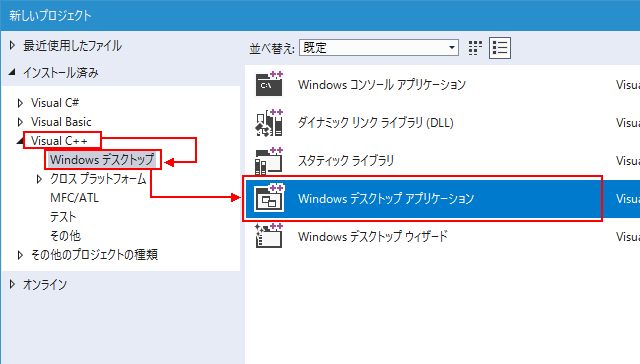 新しいプロジェクト
最近使用したファイル
インストール済み
Visual C#
Visual Basic
Visual C++
Windows デスクトップ
クロス プラットフォーム
MFC/ATL
テスト
その他
その他のプロジェクトの種類
オンライン
並べ替え: 既定
Windows コンソール アプリケーション Visua
ダイナミック リンク ライブラリ (DLL) Visua
スタティック ライブラリ Visua
Windows デスクトップ アプリケーション Visua
Windows デスクトップ ウィザード Visua